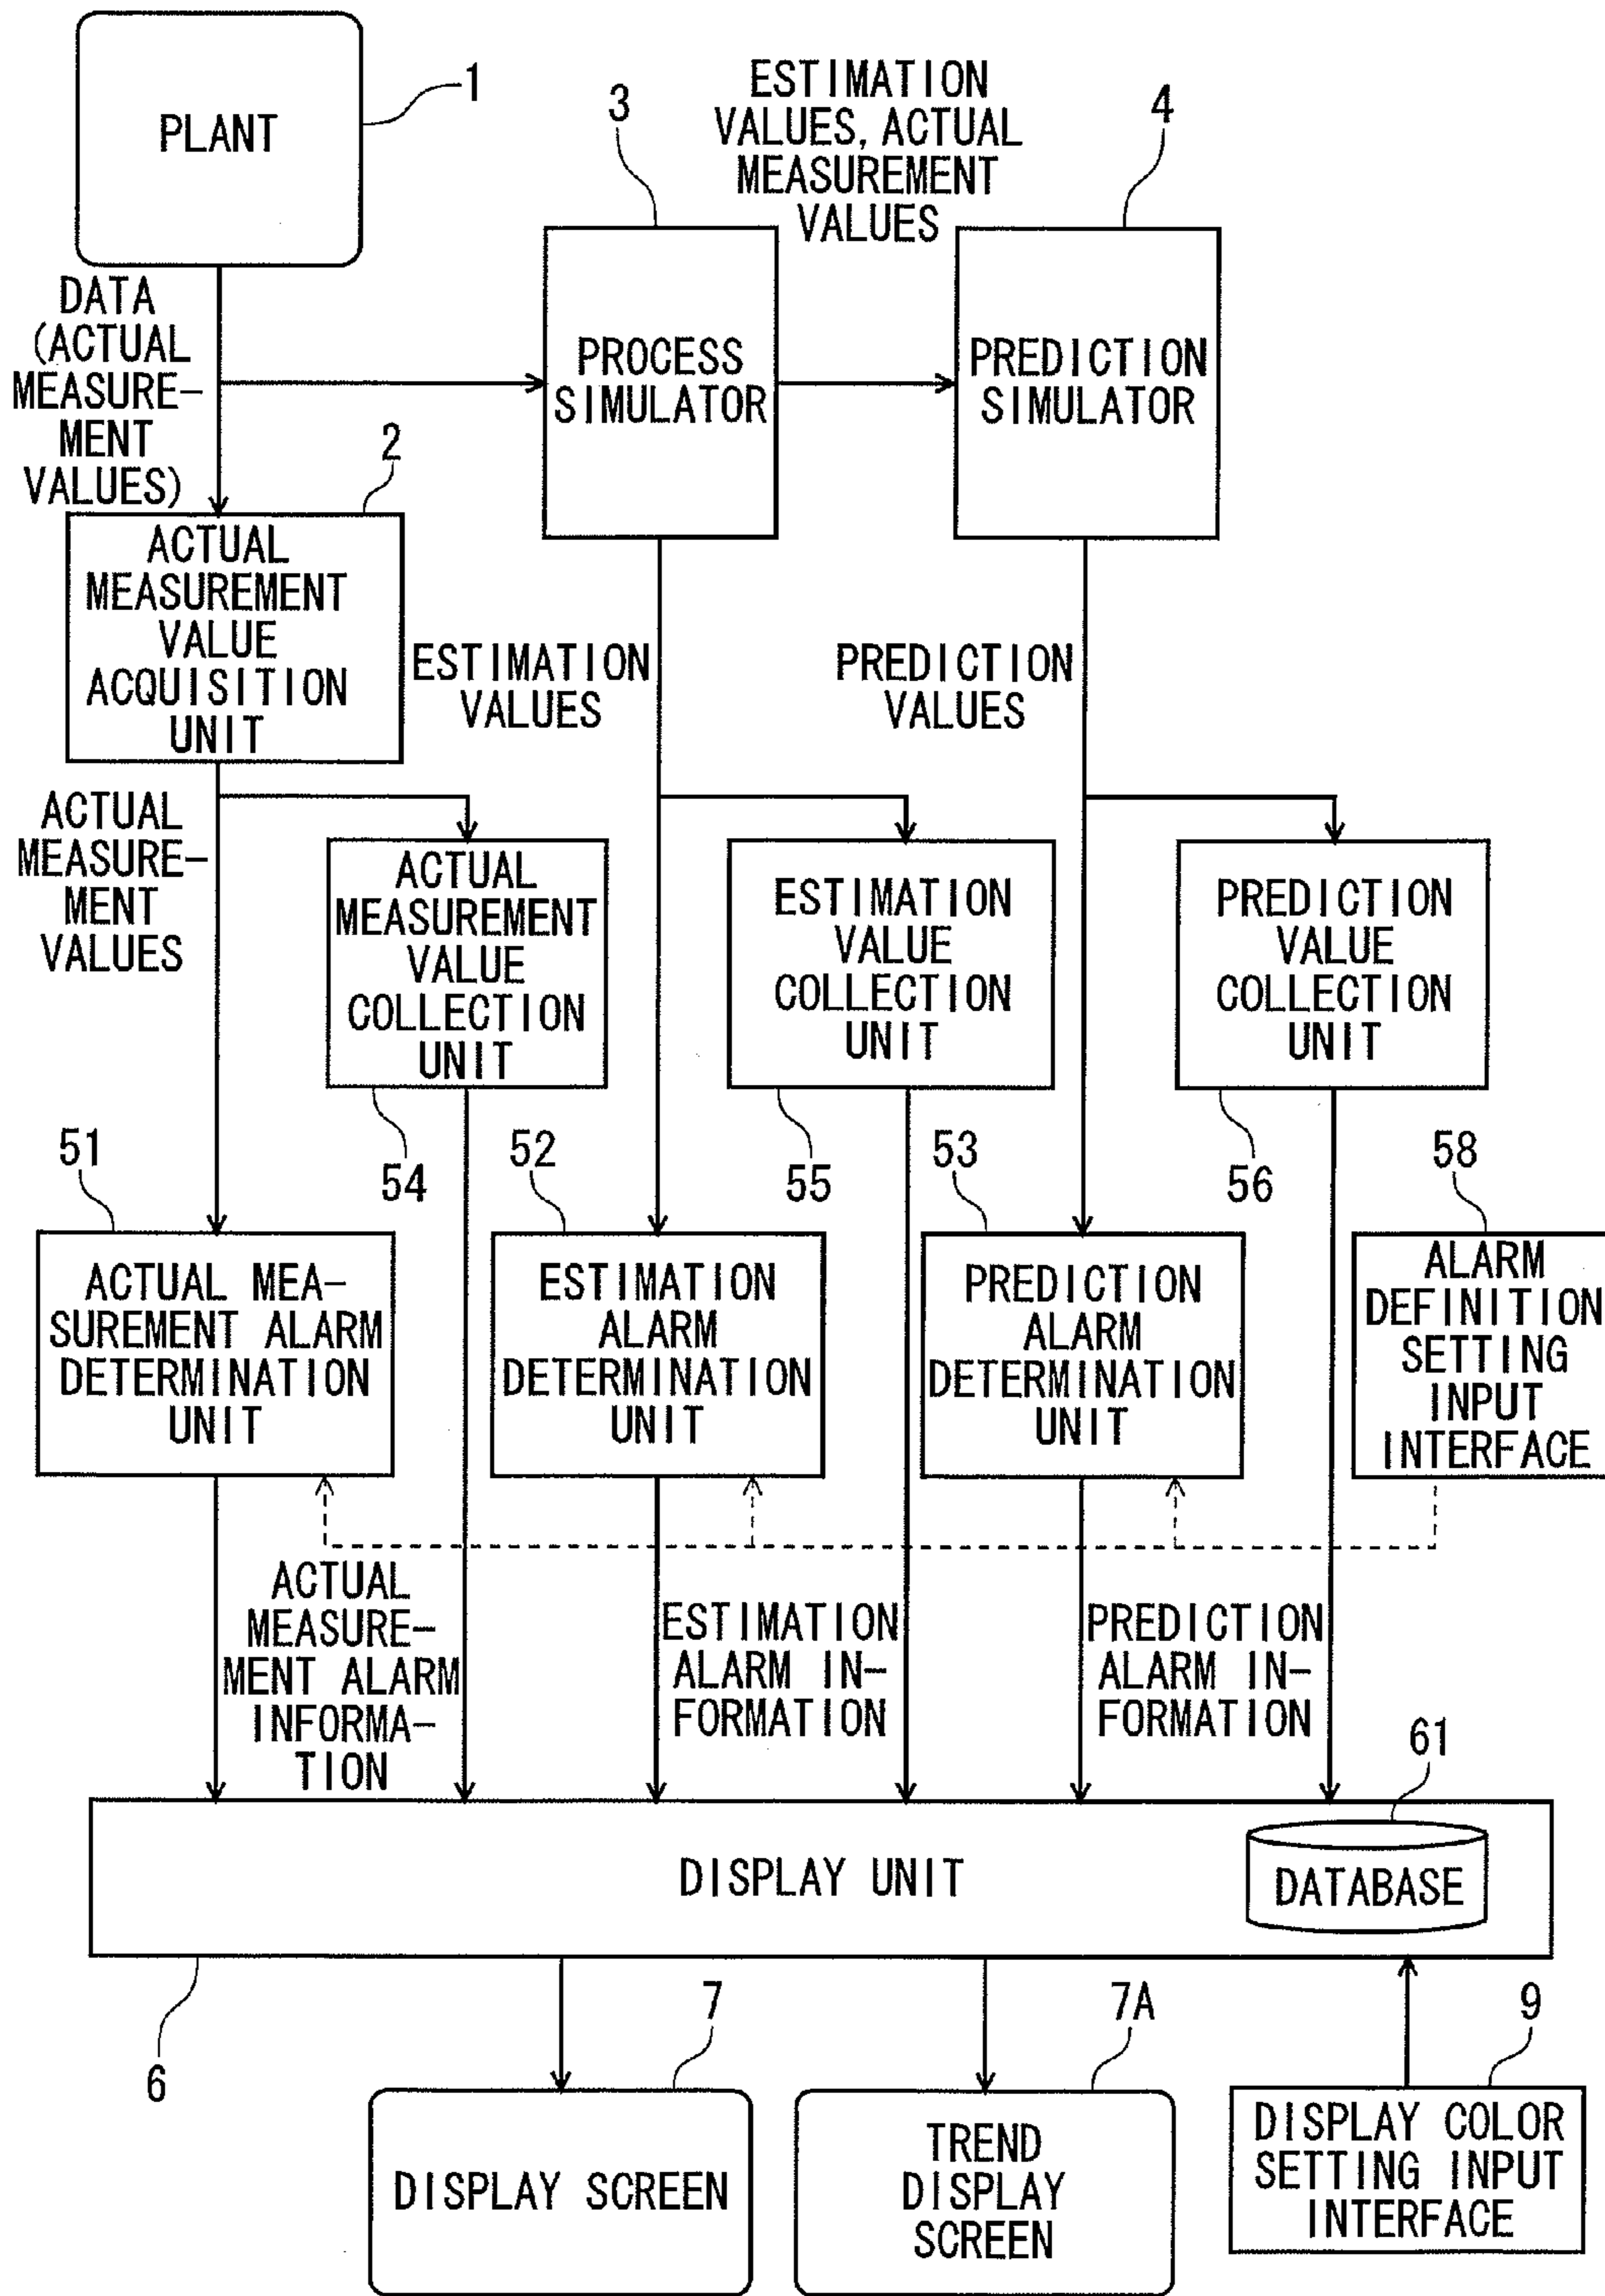 PLANT
1
DATA
(ACTUAL
MEASURE-
MENT
VALUES)
3
ESTIMATION
VALUES, ACTUAL
MEASUREMENT
VALUES
4
PROCESS
SIMULATOR
PREDICTION
SIMULATOR
2
ACTUAL
MEASUREMENT
VALUE
ACQUISITION
UNIT
ESTIMATION
VALUES
PREDICTION
VALUES
ACTUAL
MEASURE-
MENT
VALUES
ACTUAL
MEASUREMENT
VALUE
COLLECTION
UNIT
54
ESTIMATION
VALUE
COLLECTION
UNIT
55
PREDICTION
VALUE
COLLECTION
UNIT
56
51
ACTUAL MEA-
SUREMENT ALARM
DETERMINATION
UNIT
52
ESTIMATION
ALARM
DETERMINATION
UNIT
53
PREDICTION
ALARM
DETERMINATION
UNIT
58
ALARM
DEFINITION
SETTING
INPUT
INTERFACE
ACTUAL
MEASURE-
MENT ALARM
INFORMA-
TION
ESTIMATION
ALARM IN-
FORMATION
PREDICTION
ALARM IN-
FORMATION
61
DISPLAY UNIT
DATABASE
6
7
DISPLAY SCREEN
7A
TREND
DISPLAY
SCREEN
9
DISPLAY COLOR
SETTING INPUT
INTERFACE